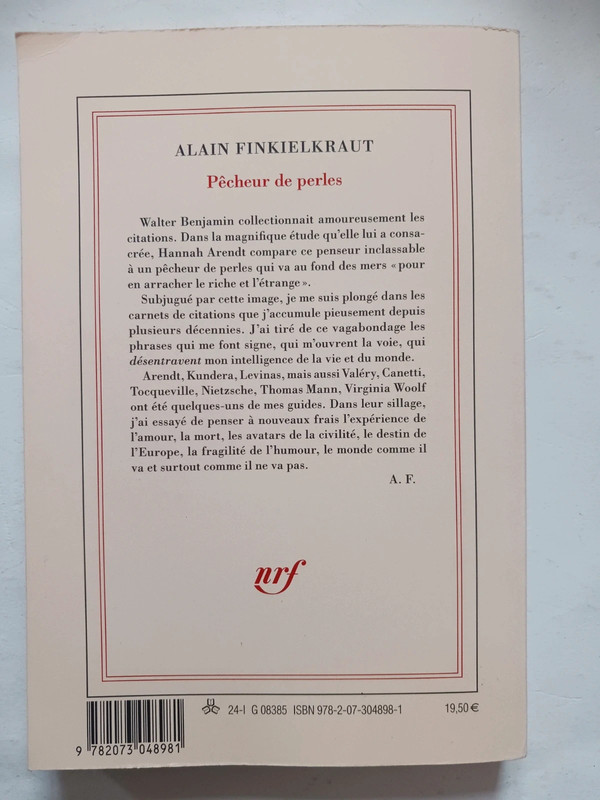 ALAIN FINKIELKRAUT
Pêcheur de perles
Walter Benjamin collectionnait amoureusement les
citations. Dans la magnifique étude qu'elle lui a consa-
crée, Hannah Arendt compare ce penseur inclassable
à un pêcheur de perles qui va au fond des mers « pour
en arracher le riche et l'étrange ».
Subjugué par cette image, je me suis plongé dans les
carnets de citations que j'accumule pieusement depuis
plusieurs décennies. J'ai tiré de ce vagabondage les
phrases qui me font signe, qui m'ouvrent la voie, qui
désentravent mon intelligence de la vie et du monde.
Arendt, Kundera, Levinas, mais aussi Valéry, Canetti,
Tocqueville, Nietzsche, Thomas Mann, Virginia Woolf
ont été quelques-uns de mes guides. Dans leur sillage,
j'ai essayé de penser à nouveaux frais l'expérience de
l'amour, la mort, les avatars de la civilité, le destin de
l'Europe, la fragilité de l'humour, le monde comme il
va et surtout comme il ne va pas.
A. F.
nrf
24-I G 08385 ISBN 978-2-07-304898-1 19,50 €
9 782073 048981